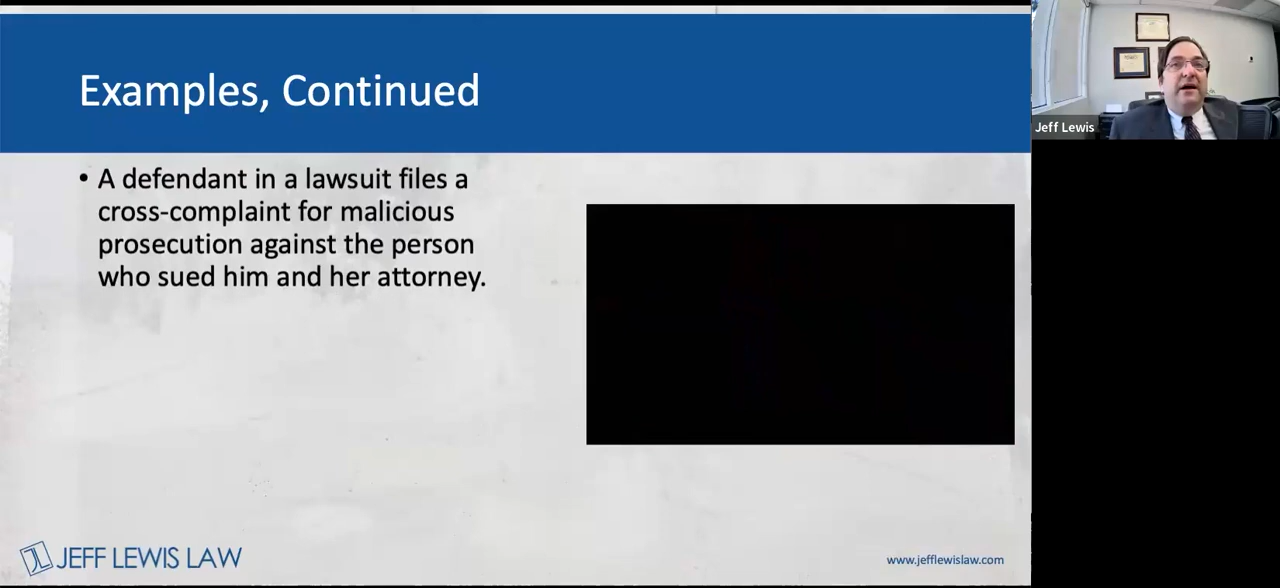 Examples, Continued
• A defendant in a lawsuit files a
cross-complaint for malicious
prosecution against the person
who sued him and her attorney.
JEFF LEWIS LAW
www.jefflewislaw.com
Jeff Lewis